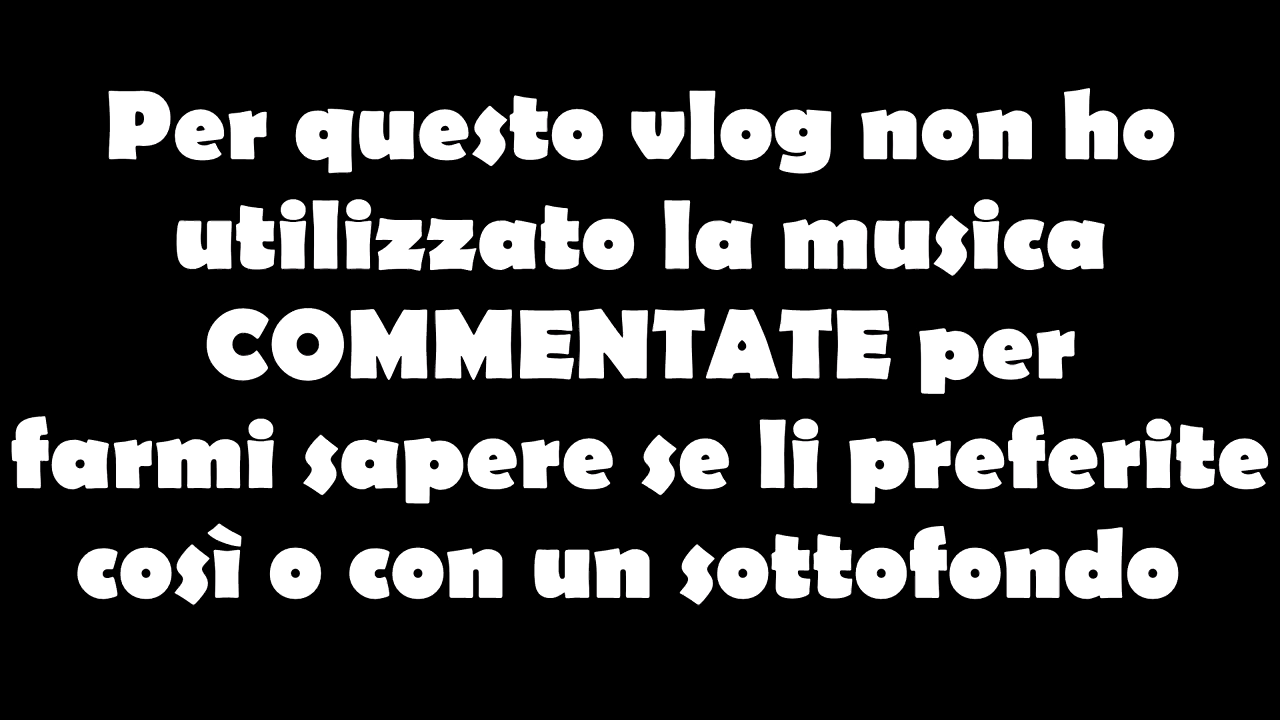 Per questo vlog non ho
utilizzato la musica
COMMENTATE per
farmi sapere se li preferite
così o con un sottofondo